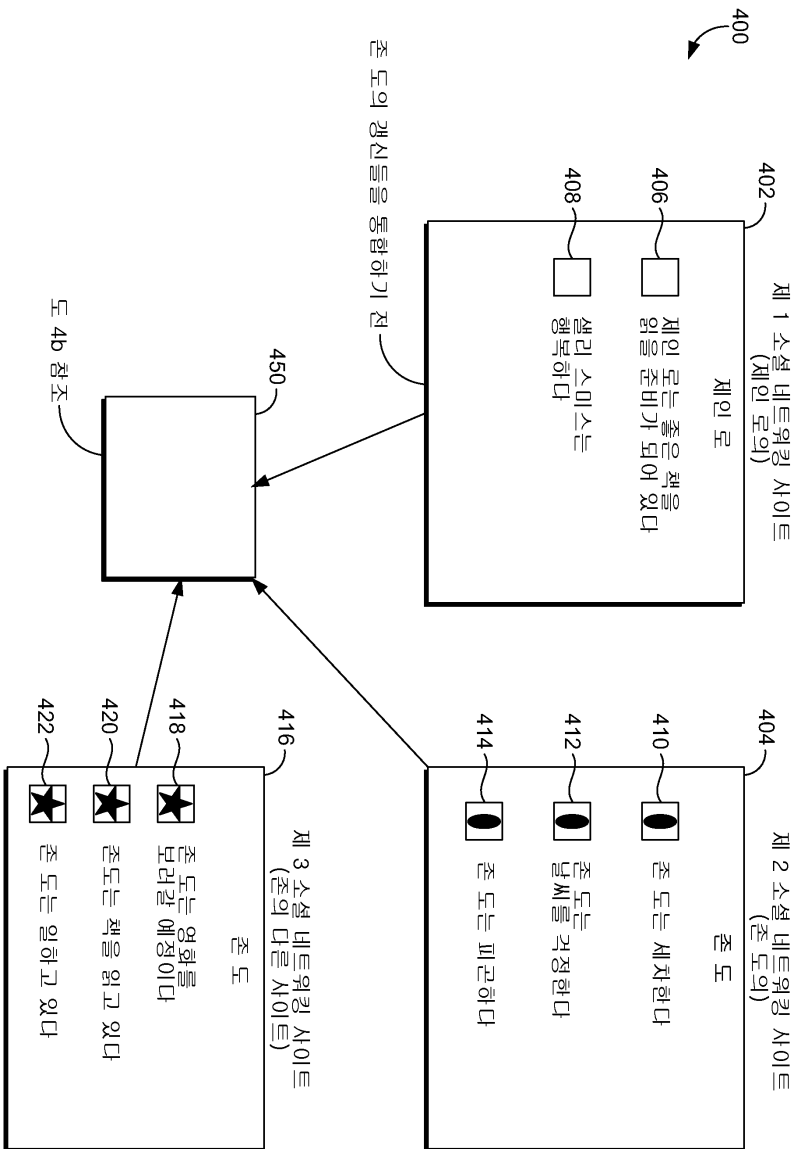 400
402
제 1 소셜 네트워킹 사이트
(제인 로의)
제인 로
406
제인 로는 좋은 책을
읽을 준비가 되어 있다
408
샐리 스미스는
행복하다
존 도의 갱신들을 통합하기 전
404
제 2 소셜 네트워킹 사이트
(존 도의)
존 도
410
존 도는 세차한다
412
존 도는
날씨를 걱정한다
414
존 도는 피곤하다
450
도 4b 참조
416
제 3 소셜 네트워킹 사이트
(존의 다른 사이트)
존 도
418
존 도는 영화를
보러갈 예정이다
420
존도는 책을 읽고 있다
422
존 도는 일하고 있다